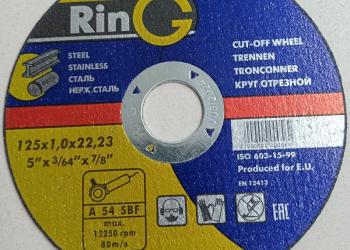 RinG
STEEL
STAINLESS
СТАЛЬ
НЕРЖ.СТАЛЬ
CUT-OFF WHEEL
TRENNEN
TRONCONNER
КРУГ ОТРЕЗНОЙ
125x1,0x22,23
5"x3/64"x7/8"
A 54 SBF
max.
12250 rpm
80m/s
ISO 603-15-99
Produced for E.U.
EN 12413
EAC